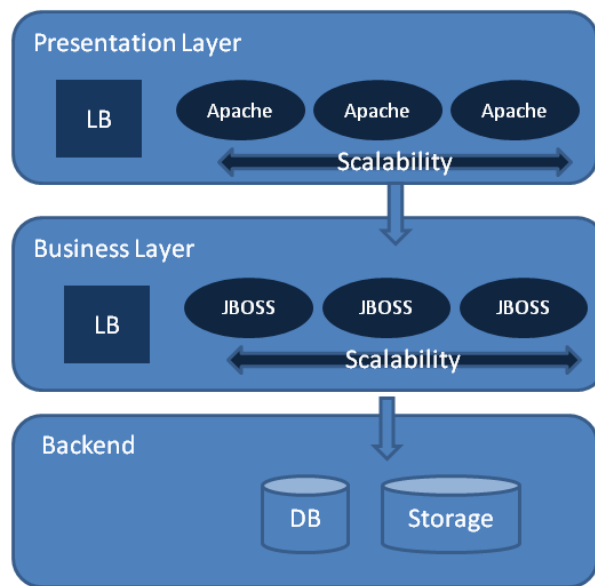 Presentation Layer
LB
Apache Apache Apache
Scalability
Business Layer
LB
JBOSS JBOSS JBOSS
Scalability
Backend
DB Storage